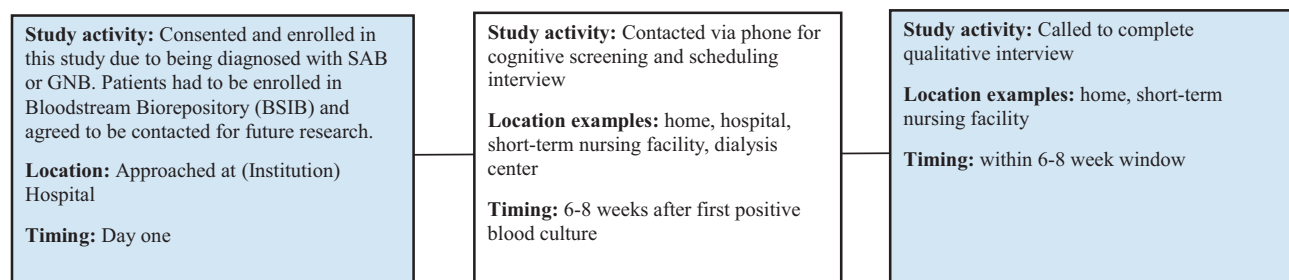 Study activity: Consented and enrolled in
this study due to being diagnosed with SAB
or GNB. Patients had to be enrolled in
Bloodstream Biorepository (BSIB) and
agreed to be contacted for future research.
Location: Approached at (Institution)
Hospital
Timing: Day one
Study activity: Contacted via phone for
cognitive screening and scheduling
interview
Location examples: home, hospital,
short-term nursing facility, dialysis
center
Timing: 6-8 weeks after first positive
blood culture
Study activity: Called to complete
qualitative interview
Location examples: home, short-term
nursing facility
Timing: within 6-8 week window